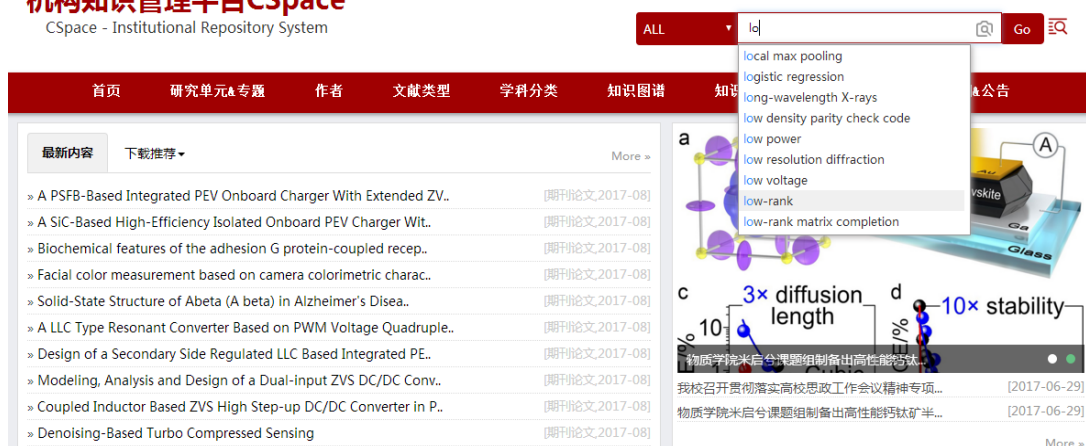 机构知识管理平台CSpace
CSpace - Institutional Repository System
ALL
lo
Go
local max pooling
logistic regression
long-wavelength X-rays
low density parity check code
low power
low resolution diffraction
low voltage
low-rank
low-rank matrix completion
首页 研究单元&专题 作者 文献类型 学科分类 知识图谱 知识 &公告
最新内容 下载推荐 More »
» A PSFB-Based Integrated PEV Onboard Charger With Extended ZV.. [期刊论文,2017-08]
» A SiC-Based High-Efficiency Isolated Onboard PEV Charger Wit.. [期刊论文,2017-08]
» Biochemical features of the adhesion G protein-coupled recep.. [期刊论文,2017-08]
» Facial color measurement based on camera colorimetric charac.. [期刊论文,2017-08]
» Solid-State Structure of Abeta (A beta) in Alzheimer's Disea.. [期刊论文,2017-08]
» A LLC Type Resonant Converter Based on PWM Voltage Quadruple.. [期刊论文,2017-08]
» Design of a Secondary Side Regulated LLC Based Integrated PE.. [期刊论文,2017-08]
» Modeling, Analysis and Design of a Dual-input ZVS DC/DC Conv.. [期刊论文,2017-08]
» Coupled Inductor Based ZVS High Step-up DC/DC Converter in P.. [期刊论文,2017-08]
» Denoising-Based Turbo Compressed Sensing [期刊论文,2017-08]
a
A
Au
vskite
Ga
Glass
c 3× diffusion length
10
d 10× stability
物质学院米启兮课题组制备出高性能钙钛...
我校召开贯彻落实高校思政工作会议精神专项... [2017-06-29]
物质学院米启兮课题组制备出高性能钙钛矿半... [2017-06-29]
More »